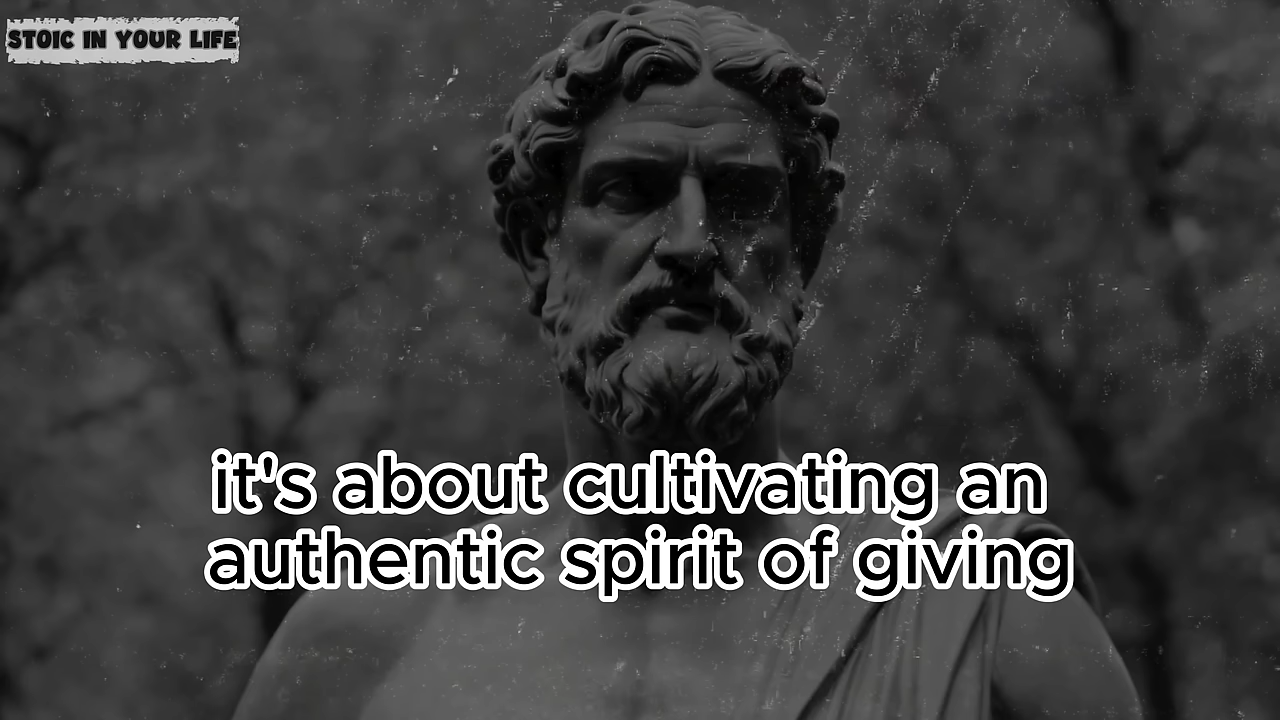 STOIC IN YOUR LIFE
it's about cultivating an
authentic spirit of giving